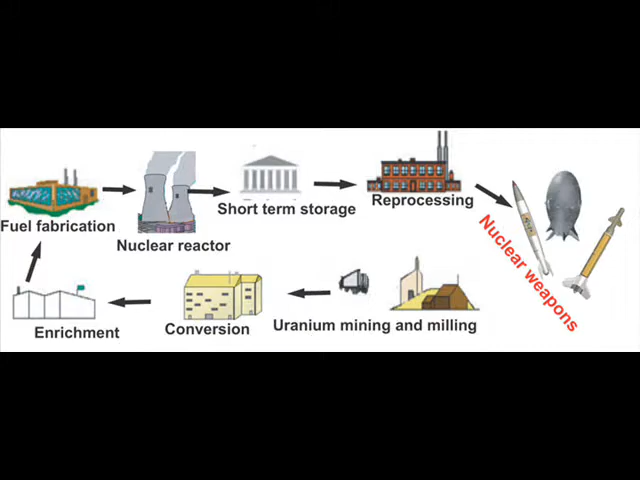 Fuel fabrication
Nuclear reactor
Short term storage
Reprocessing
Nuclear weapons
Enrichment
Conversion
Uranium mining and milling